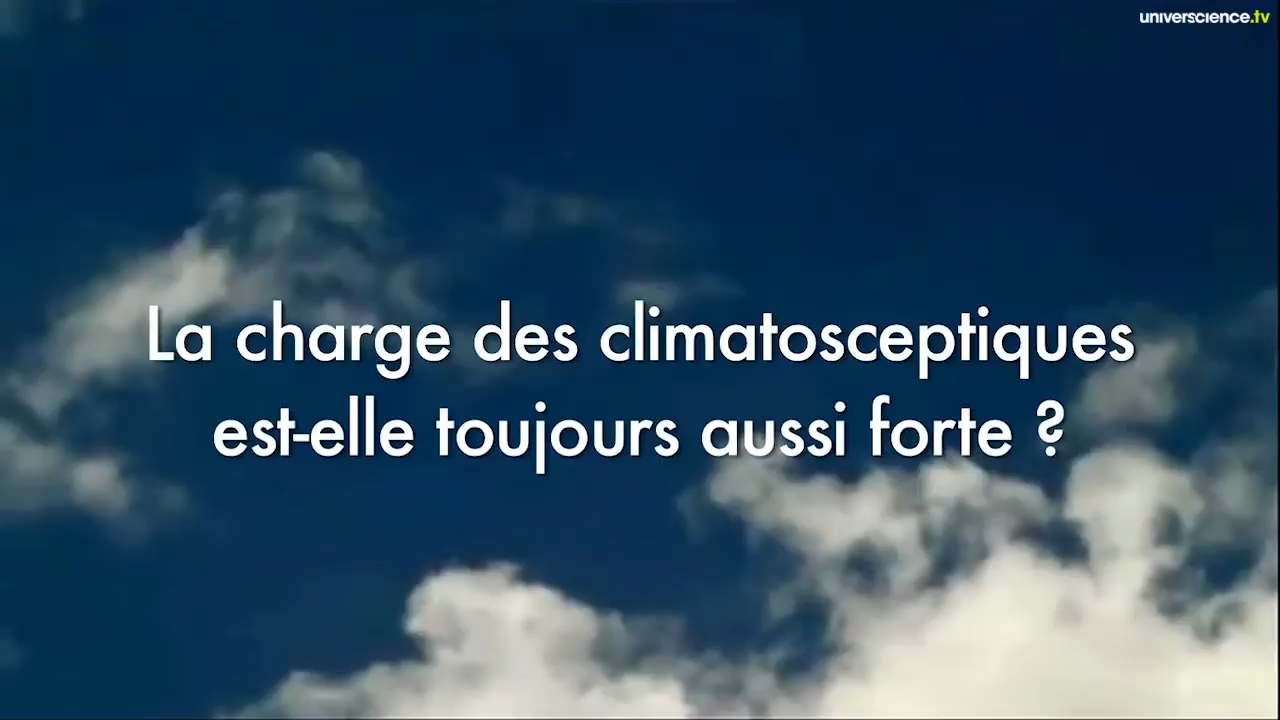 universcience.tv
La charge des climatosceptiques
est-elle toujours aussi forte ?